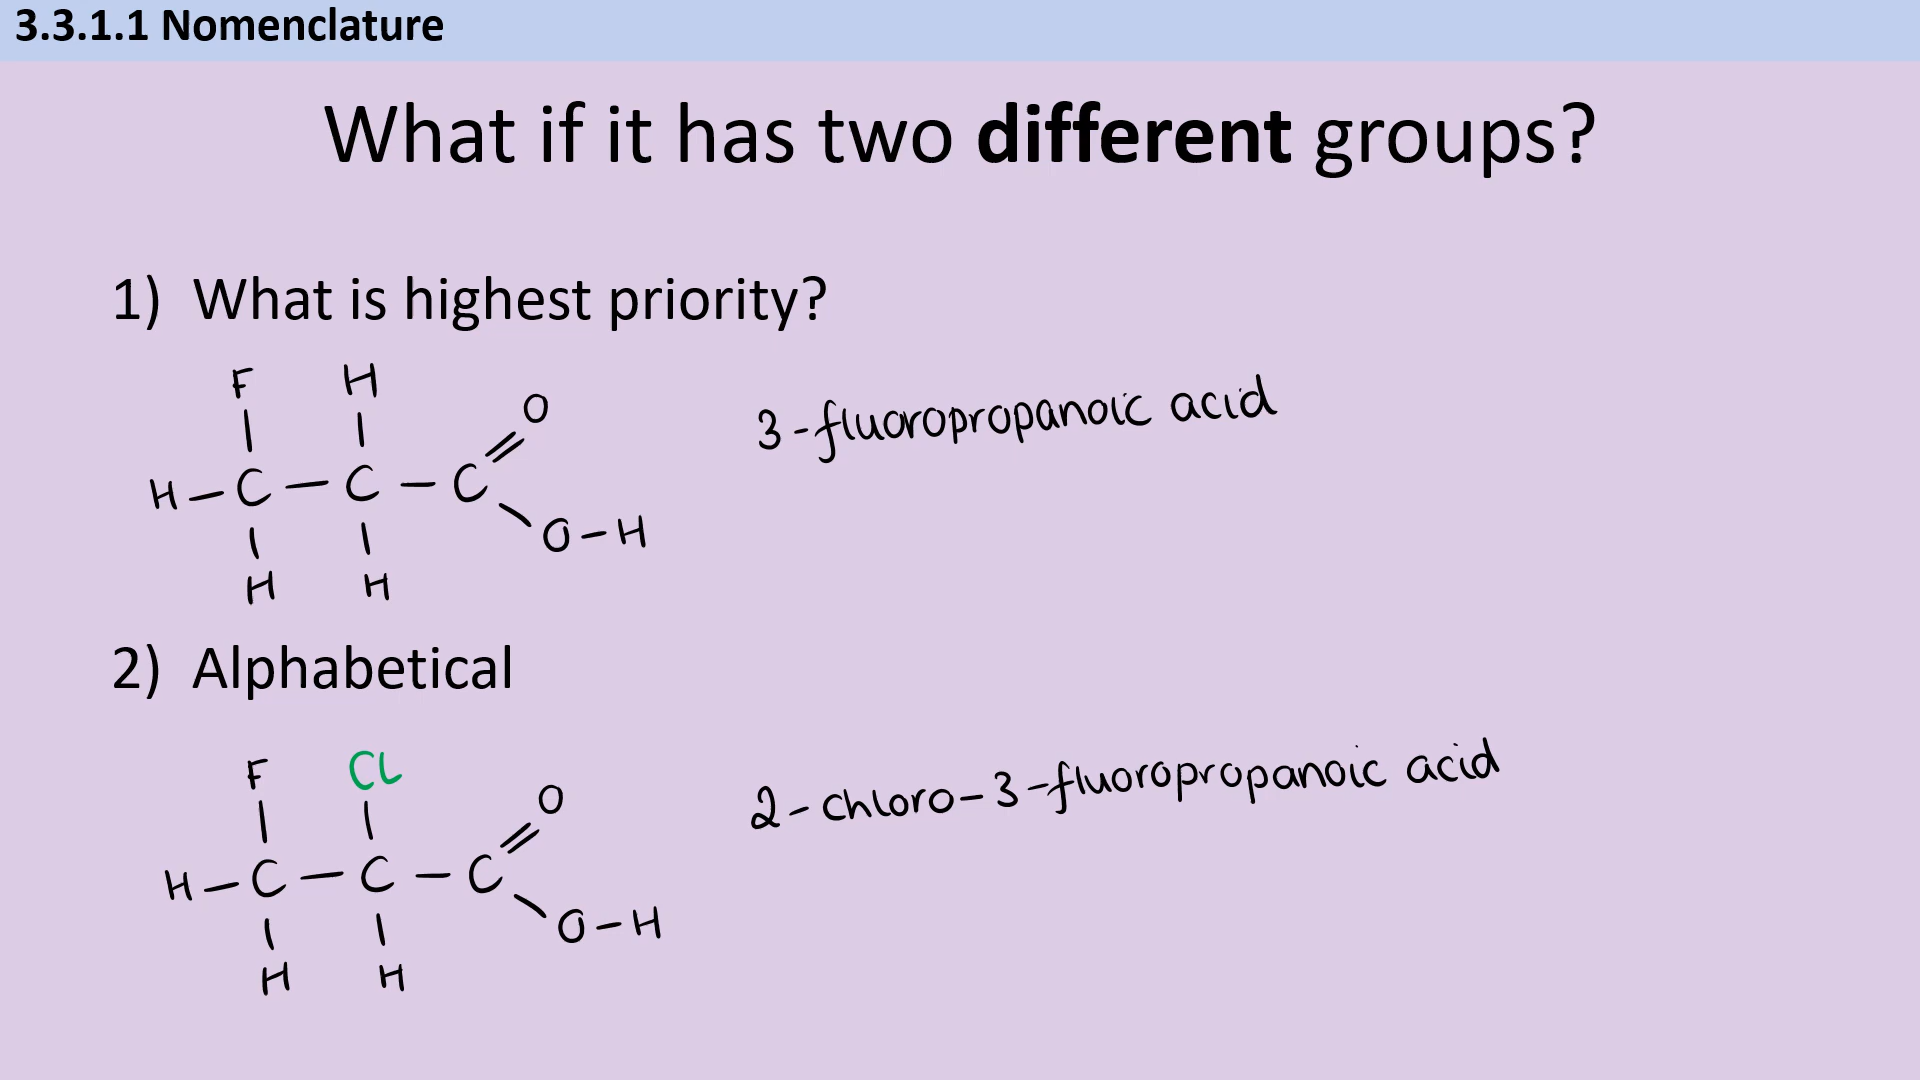 3.3.1.1 Nomenclature
What if it has two different groups?
1) What is highest priority?
F H
O
3-fluoropropanoic acid
H-C-C-C
O-H
H H
2) Alphabetical
F Cl
O
2-chloro-3-fluoropropanoic acid
H-C-C-C
O-H
H H